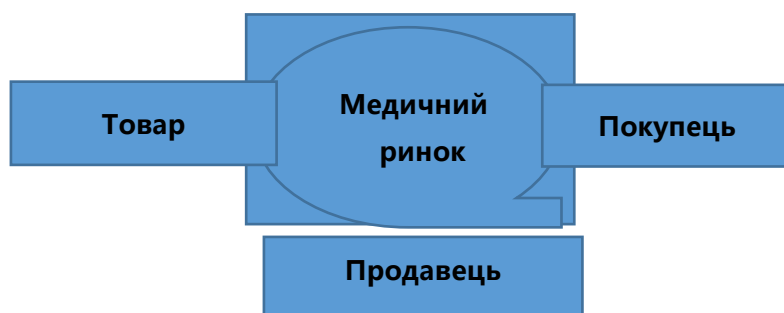 Товар
Медичний
ринок
Покупець
Продавець